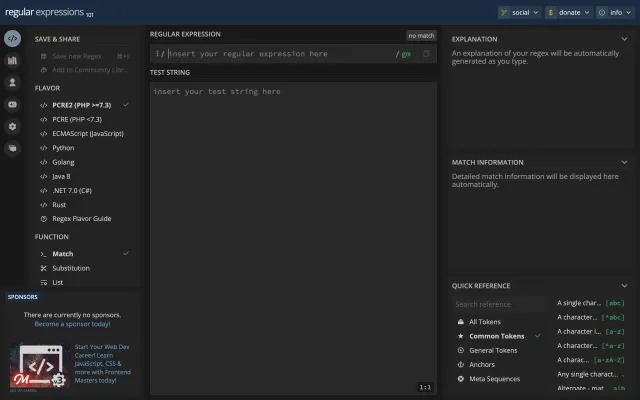 regular expressions 101
social
donate
info
SAVE & SHARE
Save new Regex ⌘+S
Add to Community Libr...
FLAVOR
PCRE2 (PHP >=7.3)
PCRE (PHP <7.3)
ECMAScript (JavaScript)
Python
Golang
Java 8
.NET 7.0 (C#)
Rust
Regex Flavor Guide
FUNCTION
Match
Substitution
List
SPONSORS
There are currently no sponsors.
Become a sponsor today!
Start Your Web Dev
Career! Learn
JavaScript, CSS &
more with Frontend
Masters today!
REGULAR EXPRESSION
no match
/ insert your regular expression here / gm
TEST STRING
insert your test string here
1:1
EXPLANATION
An explanation of your regex will be automatically
generated as you type.
MATCH INFORMATION
Detailed match information will be displayed here
automatically.
QUICK REFERENCE
Search reference
All Tokens
Common Tokens
General Tokens
Anchors
Meta Sequences
A single char... [abc]
A character... [^abc]
A character i... [a-z]
A character... [^a-z]
A charac... [a-zA-Z]
Any single charact... .
Alternate - mat... a|b